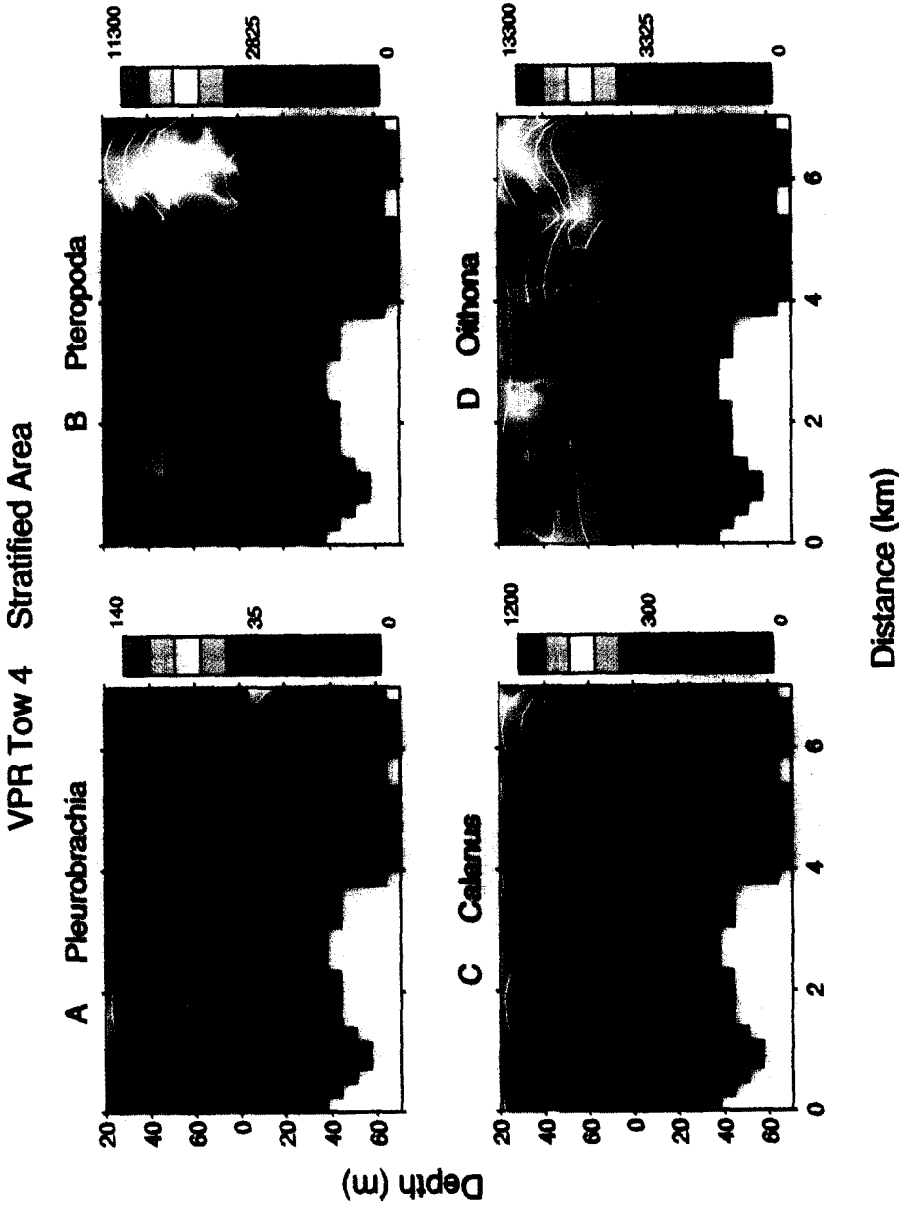 VPR Tow 4 Stratified Area
A Pleurobrachia
20
40
60
0
20
40
60
140
35
0
B Pteropoda
11300
2825
0
C Calanus
20
40
60
0
20
40
60
0 2 4 6
1200
300
0
D Oithona
0 2 4 6
13300
3325
0
Depth (m)
Distance (km)